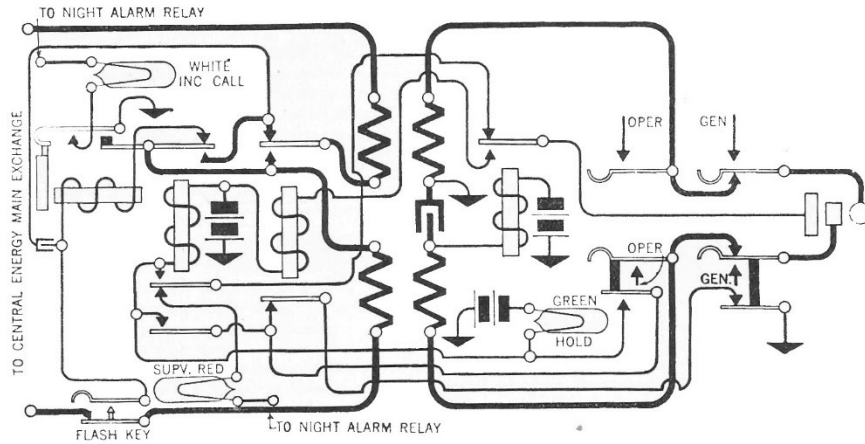 TO NIGHT ALARM RELAY
WHITE
INC CALL
TO CENTRAL ENERGY MAIN EXCHANGE
OPER
GEN
OPER
GEN.
GREEN
HOLD
SUPV. RED
FLASH KEY
TO NIGHT ALARM RELAY